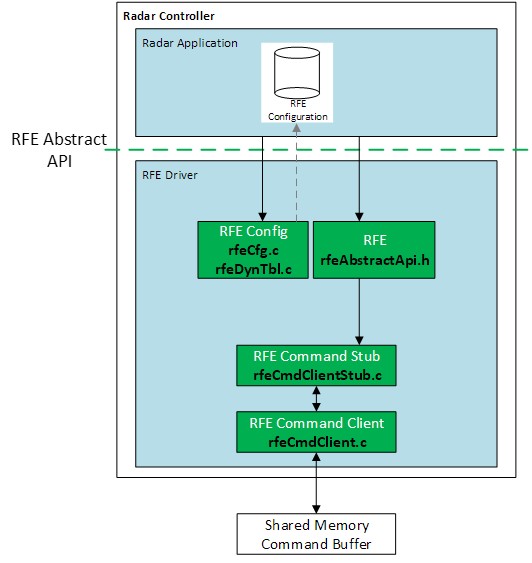 Radar Controller
Radar Application
RFE
Configuration
RFE Abstract
API
RFE Driver
RFE Config
rfeCfg.c
rfeDynTbl.c
RFE
rfeAbstractApi.h
RFE Command Stub
rfeCmdClientStub.c
RFE Command Client
rfeCmdClient.c
Shared Memory
Command Buffer